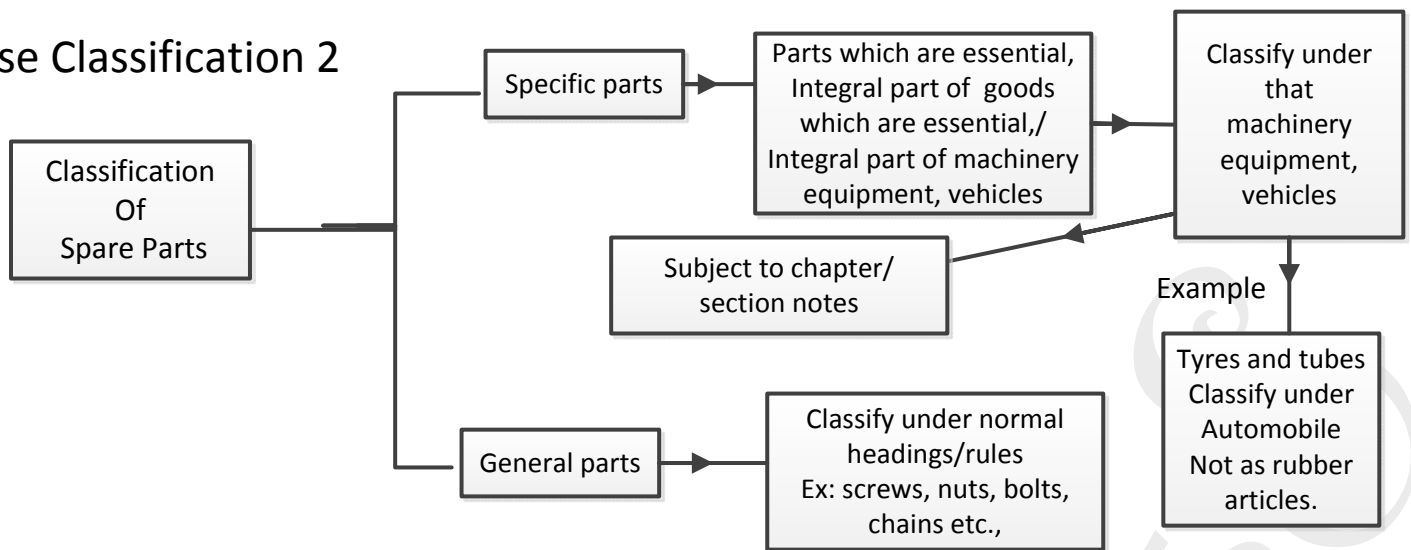 se Classification 2
Classification
Of
Spare Parts
Specific parts
Parts which are essential,
Integral part of goods
which are essential,/
Integral part of machinery
equipment, vehicles
Classify under
that
machinery
equipment,
vehicles
Subject to chapter/
section notes
Example
Tyres and tubes
Classify under
Automobile
Not as rubber
articles.
General parts
Classify under normal
headings/rules
Ex: screws, nuts, bolts,
chains etc.,